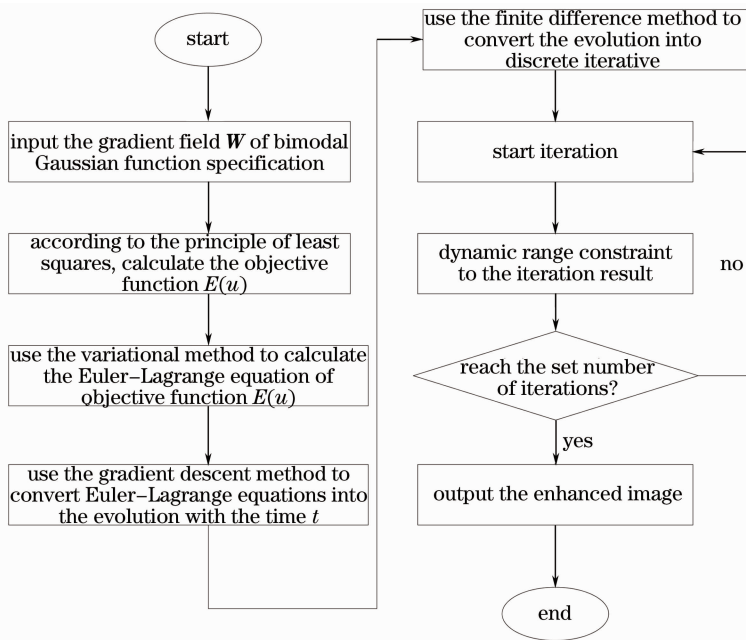 start
input the gradient field W of bimodal
Gaussian function specification
according to the principle of least
squares, calculate the objective
function E(u)
use the variational method to calculate
the Euler–Lagrange equation of
objective function E(u)
use the gradient descent method to
convert Euler–Lagrange equations into
the evolution with the time t
use the finite difference method to
convert the evolution into
discrete iterative
start iteration
dynamic range constraint
to the iteration result
no
reach the set number
of iterations?
yes
output the enhanced image
end